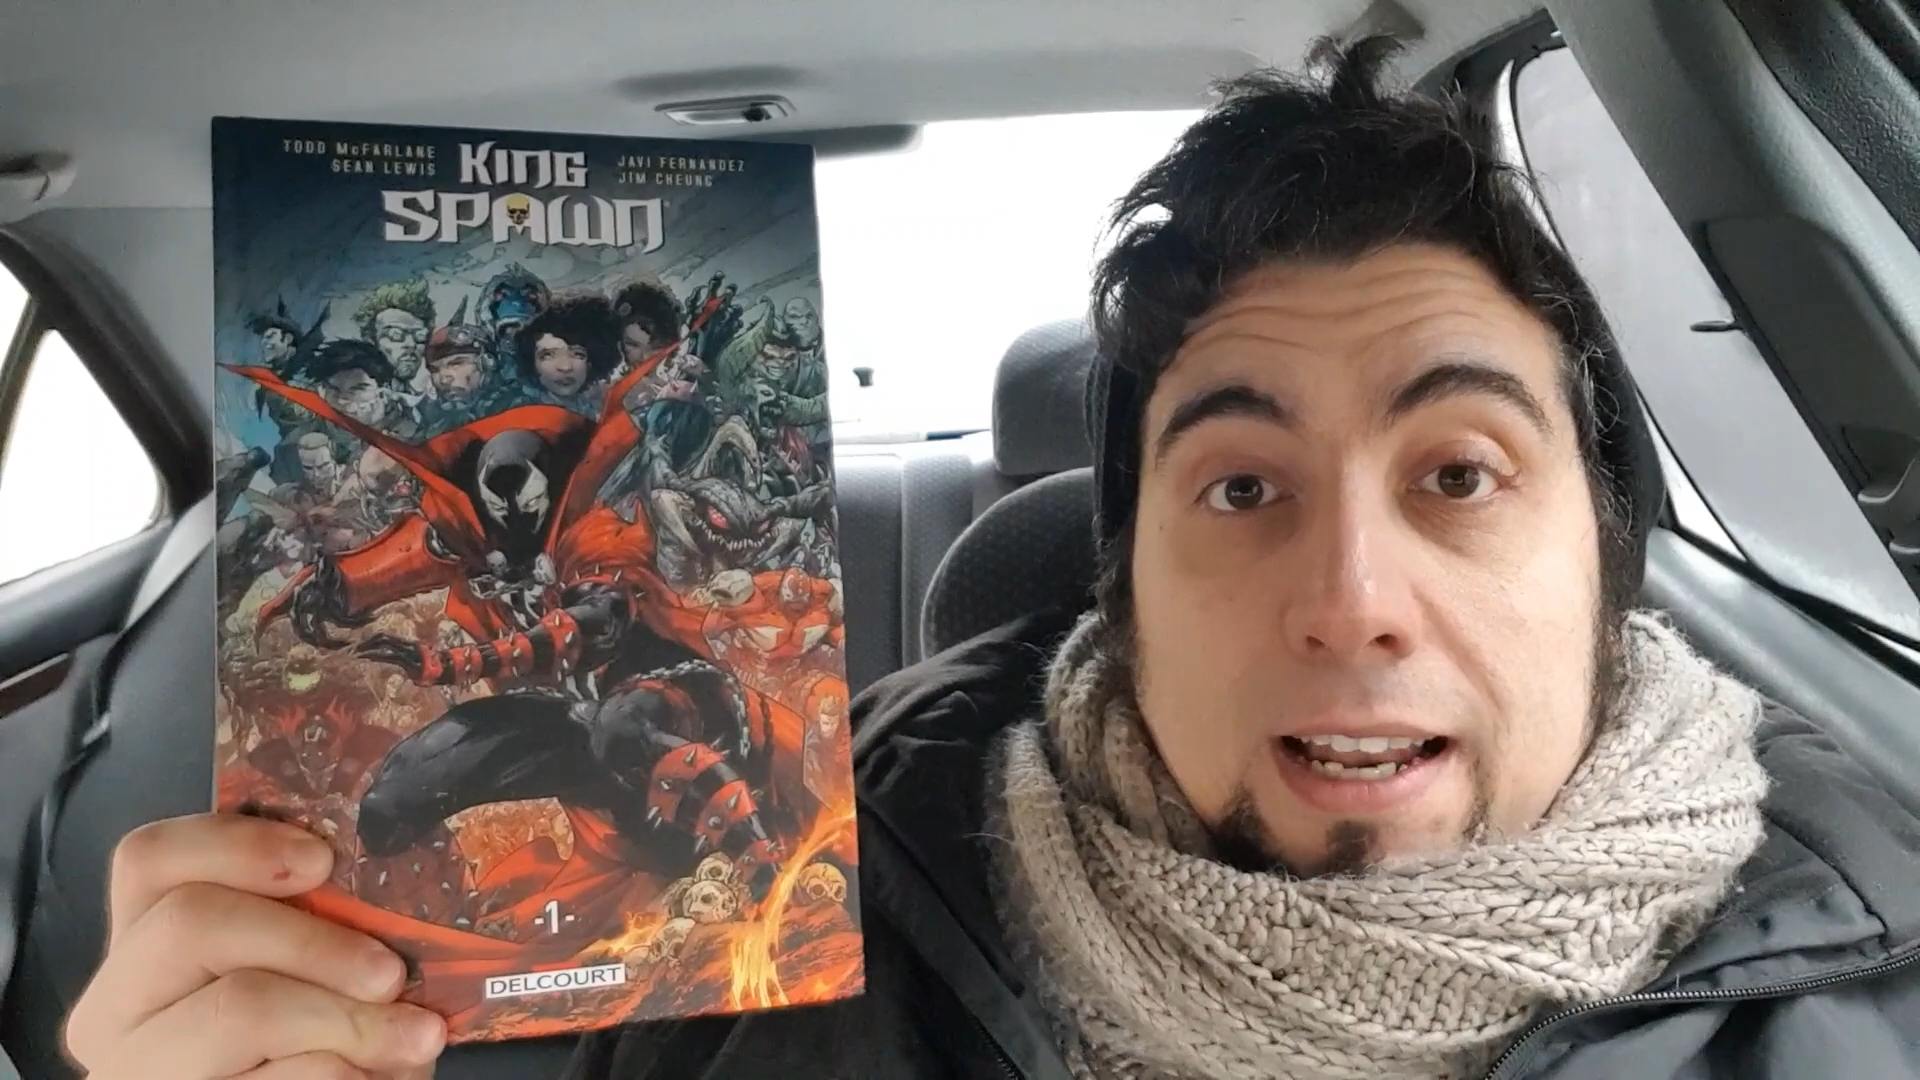 TODD McFARLANE
SEAN LEWIS
KING
SPAWN
JAVI FERNANDEZ
JIM CHEUNG
-1-
DELCOURT